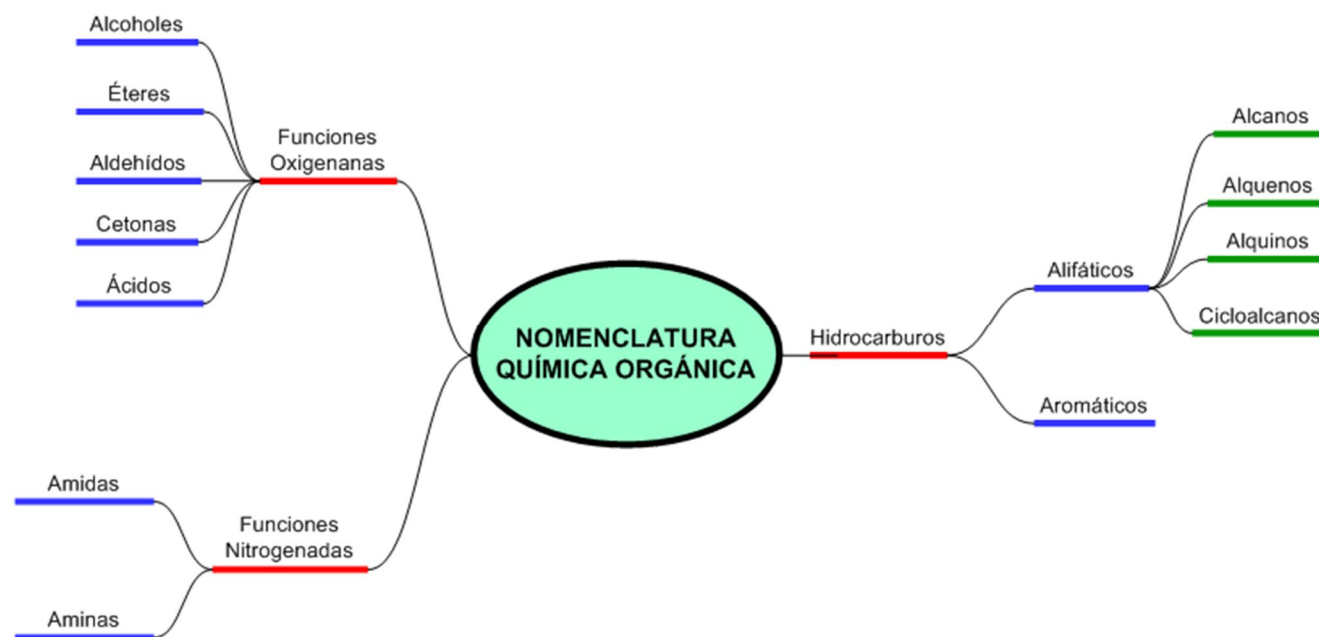 Alcoholes
Éteres
Aldehídos
Cetonas
Ácidos
Funciones
Oxigenanas
Amidas
Aminas
Funciones
Nitrogenadas
NOMENCLATURA
QUÍMICA ORGÁNICA
Hidrocarburos
Alifáticos
Aromáticos
Alcanos
Alquenos
Alquinos
Cicloalcanos